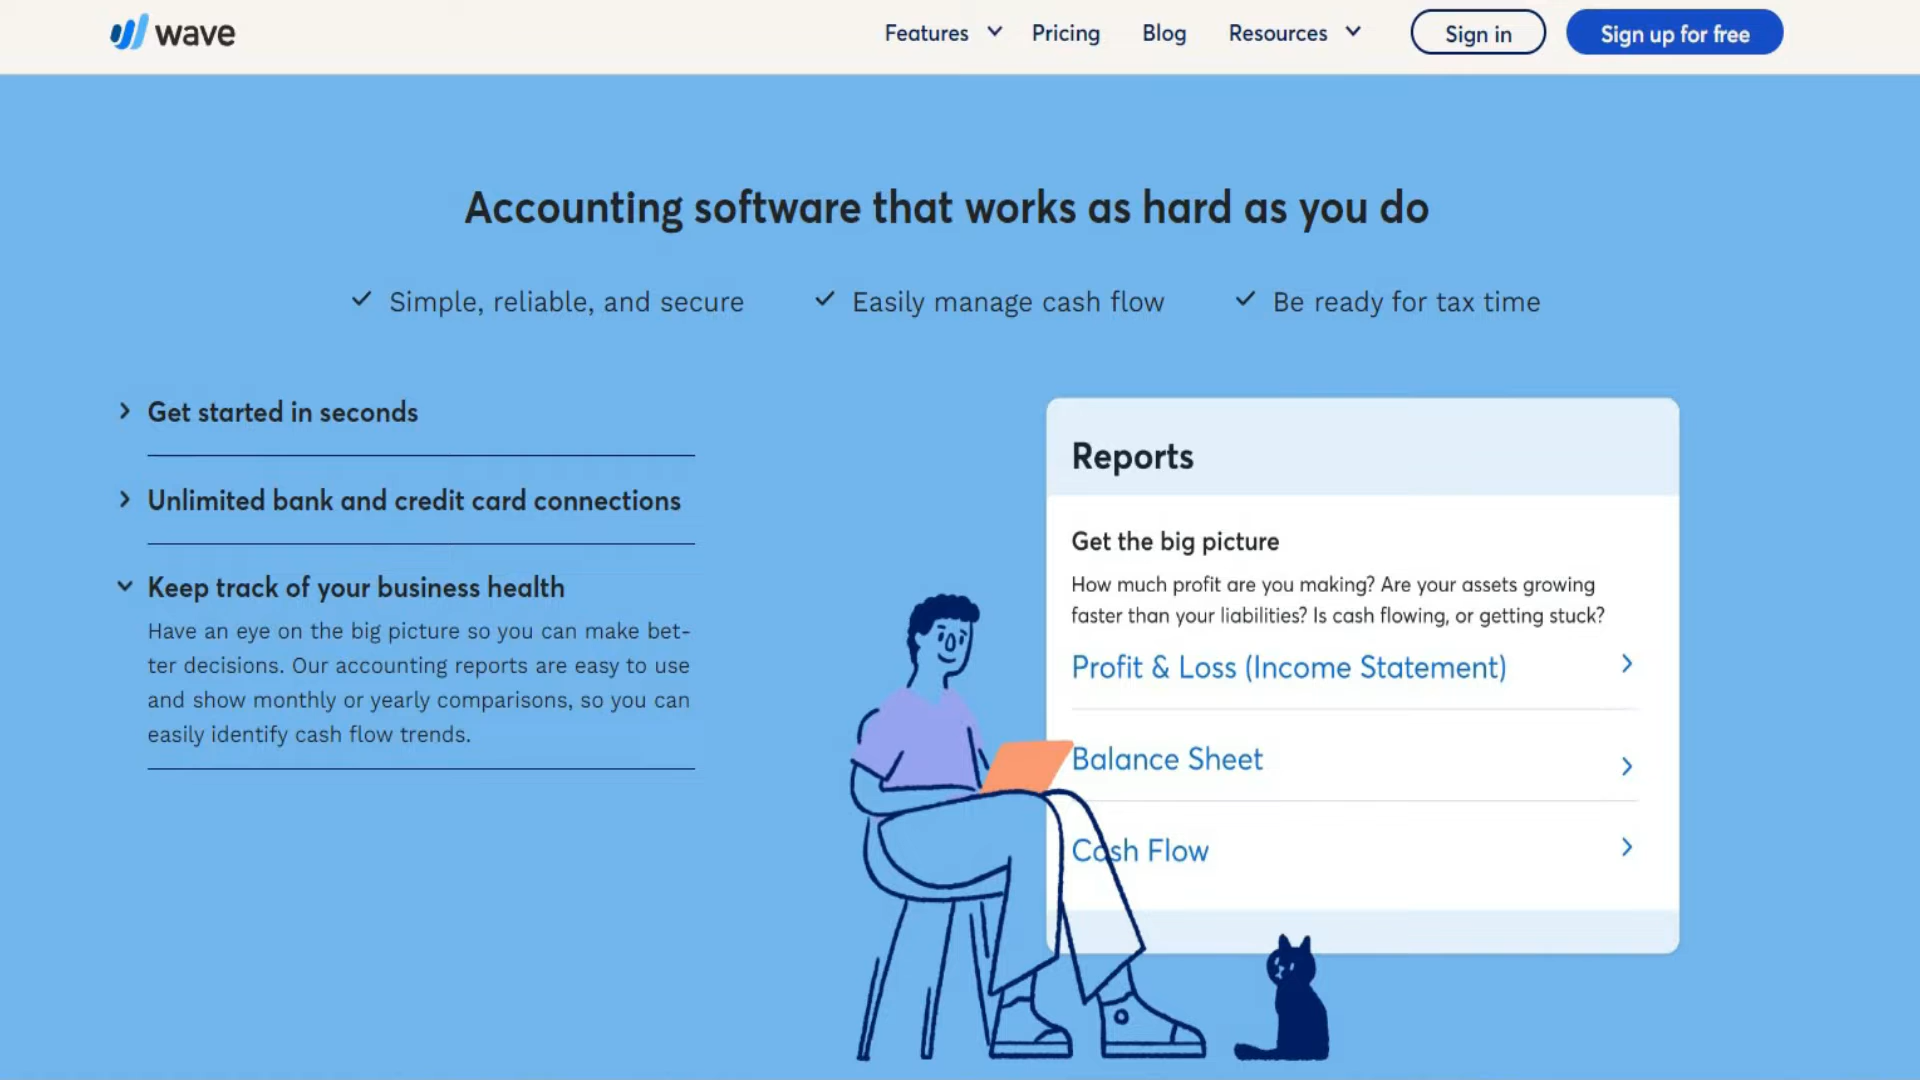 wave
Features
Pricing
Blog
Resources
Sign in
Sign up for free
Accounting software that works as hard as you do
Simple, reliable, and secure
Easily manage cash flow
Be ready for tax time
Get started in seconds
Unlimited bank and credit card connections
Keep track of your business health
Have an eye on the big picture so you can make bet-
ter decisions. Our accounting reports are easy to use
and show monthly or yearly comparisons, so you can
easily identify cash flow trends.
Reports
Get the big picture
How much profit are you making? Are your assets growing
faster than your liabilities? Is cash flowing, or getting stuck?
Profit & Loss (Income Statement)
Balance Sheet
Cash Flow